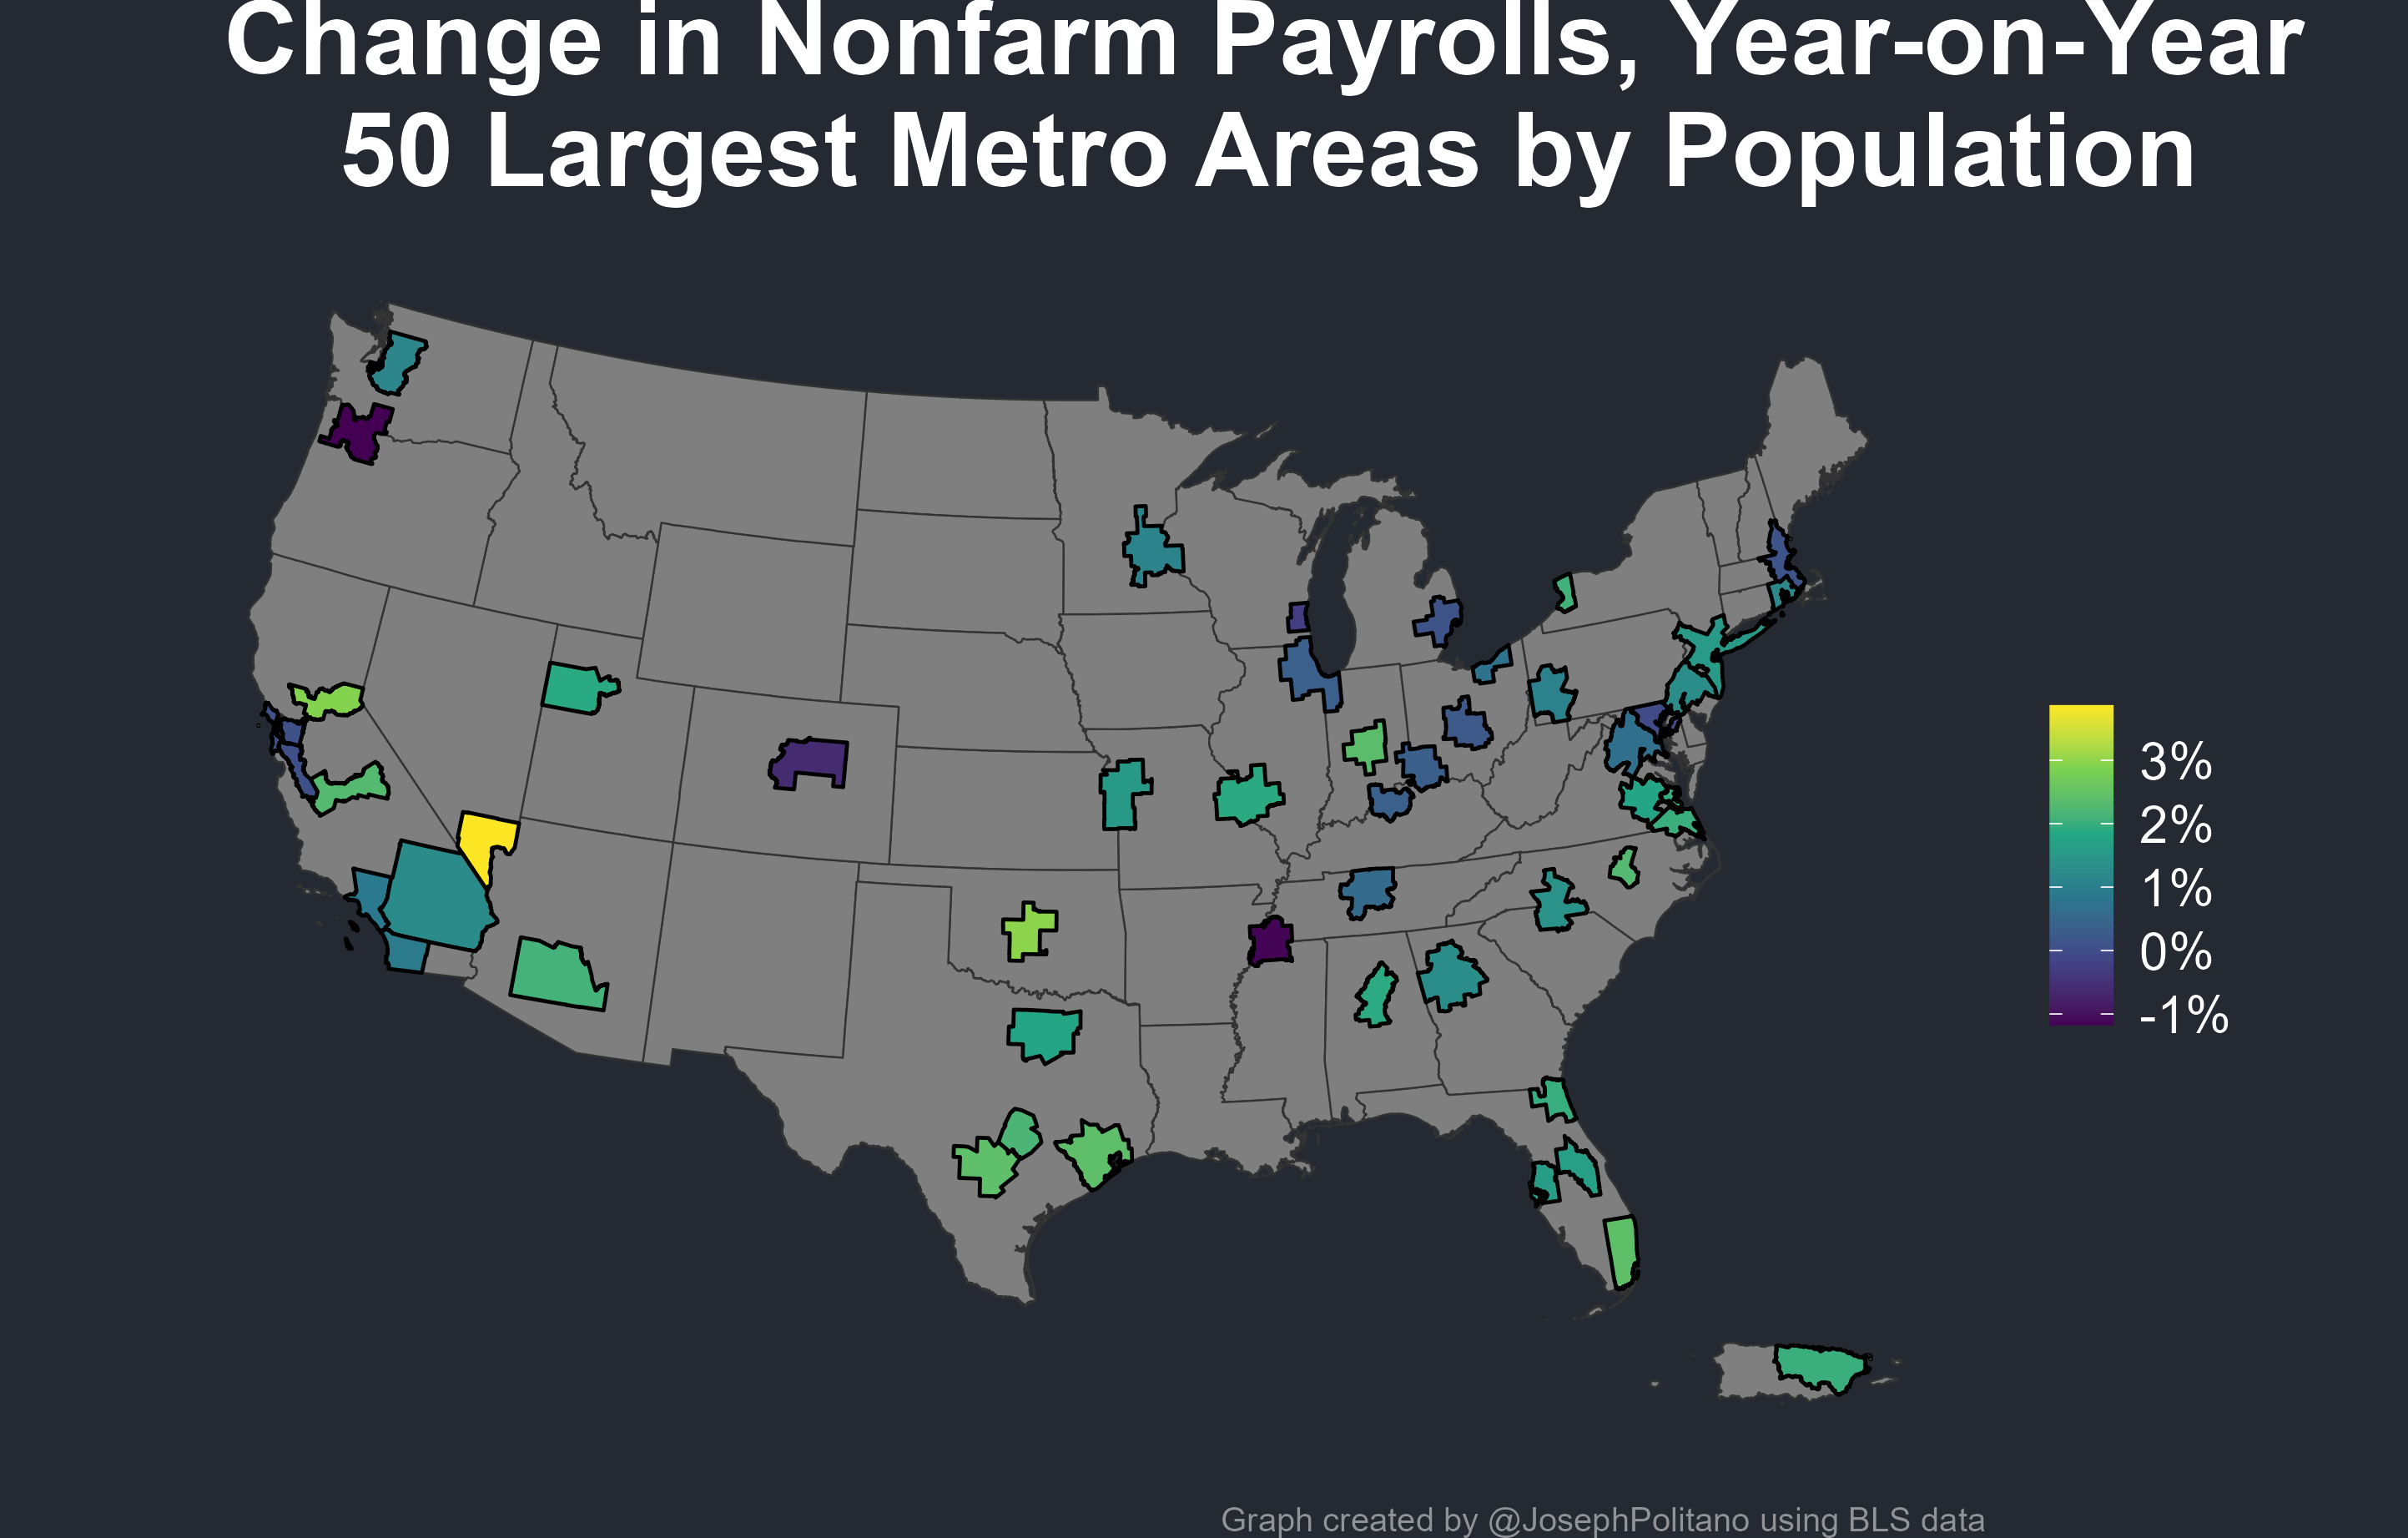 Change in Nonfarm Payrolls, Year-on-Year
50 Largest Metro Areas by Population
3%
2%
1%
0%
-1%
Graph created by @JosephPolitano using BLS data